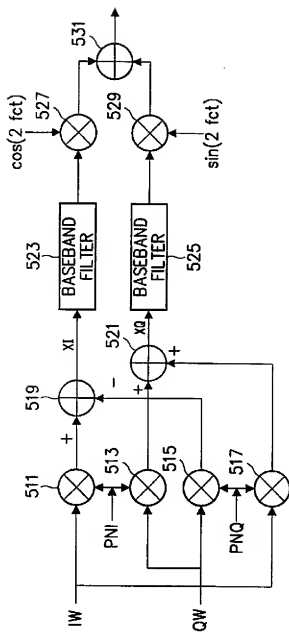 IW
QW
511
PNI
513
515
PNQ
517
519
+
-
XI
521
+
+
XQ
523
BASEBAND
FILTER
BASEBAND
FILTER
525
cos(2 fct)
527
529
sin(2 fct)
531